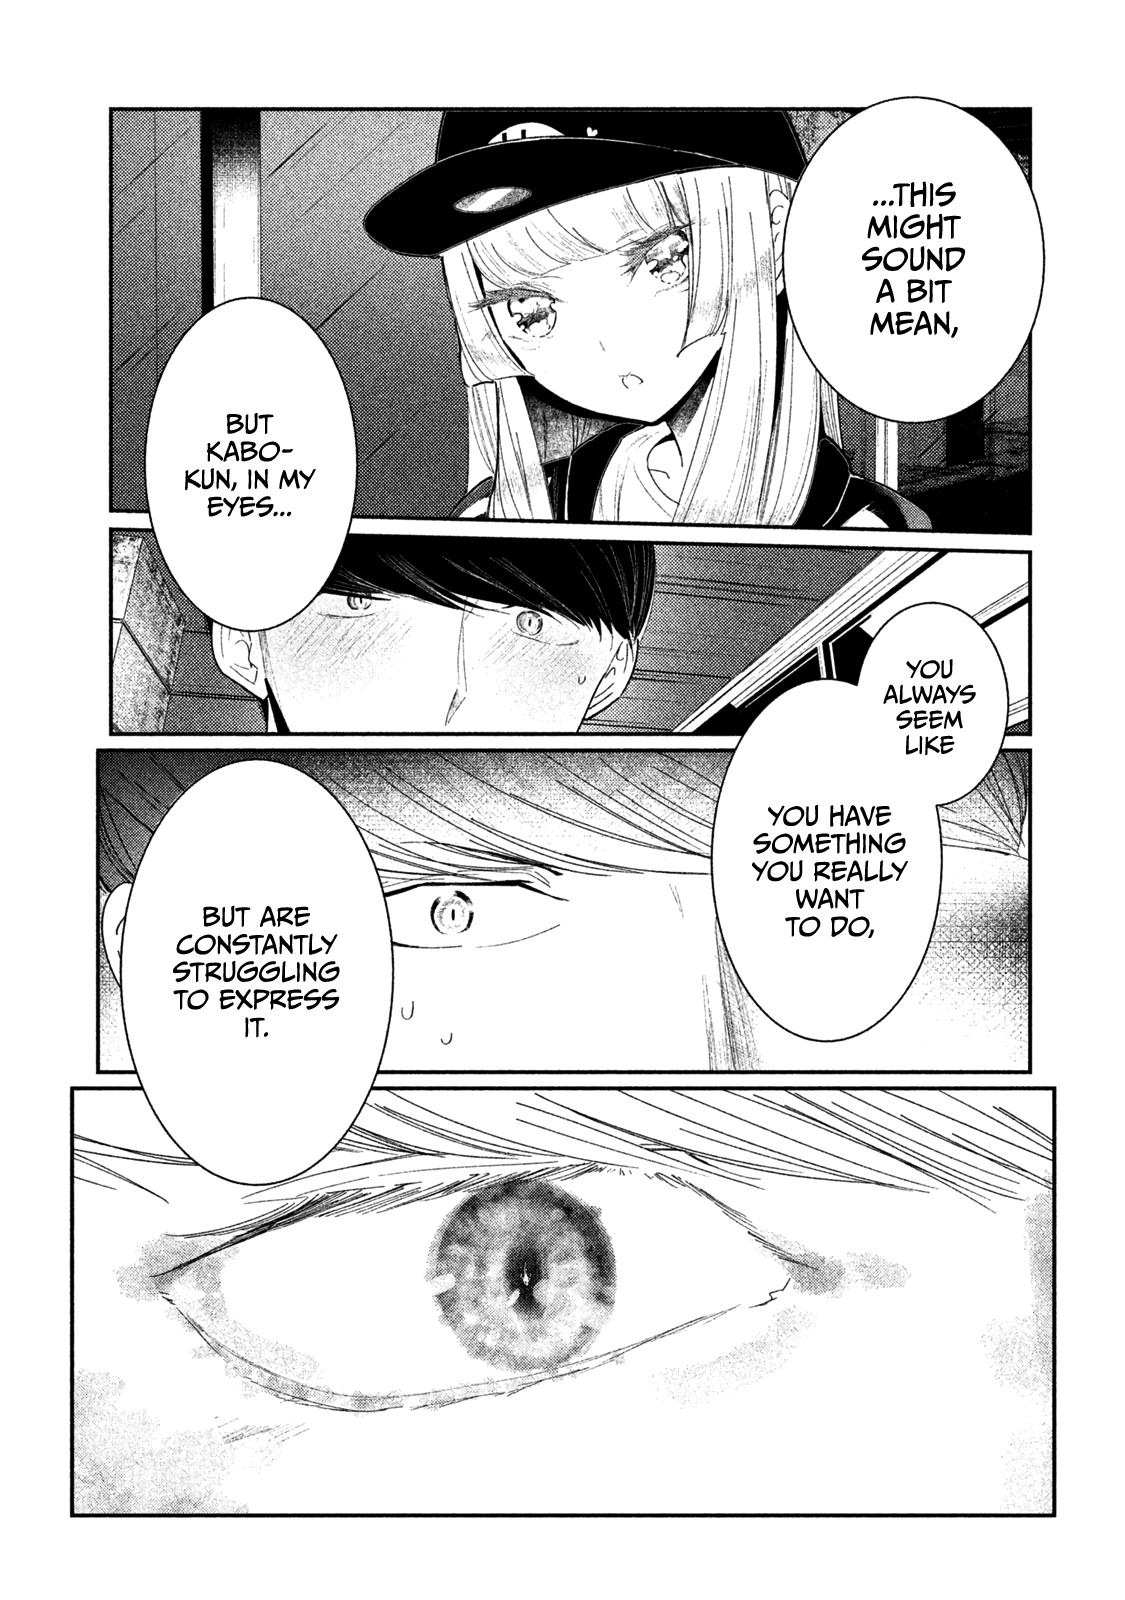 ...THIS
MIGHT
SOUND
A BIT
MEAN,
BUT
KABO-
KUN, IN MY
EYES...
YOU
ALWAYS
SEEM
LIKE
YOU HAVE
SOMETHING
YOU REALLY
WANT
TO DO,
BUT ARE
CONSTANTLY
STRUGGLING
TO EXPRESS
IT.